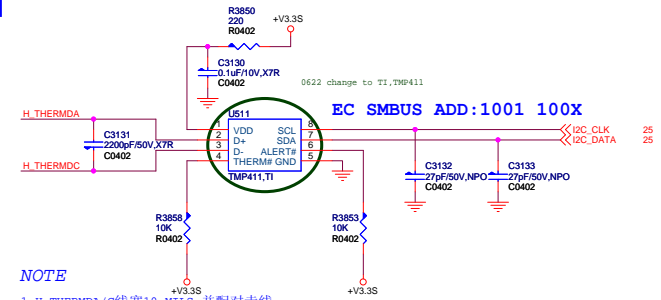 R3850
220
R0402
+V3.3S
C3130
0.1uF/10V,X7R
C0402
0622 change to TI,TMP411
EC SMBUS ADD:1001 100X
H_THERMDA
U511
1 VDD SCL 8
2 D+ SDA 7
3 D- ALERT# 6
4 THERM# GND 5
TMP411,TI
I2C_CLK 25
I2C_DATA 25
C3131
2200pF/50V,X7R
C0402
H_THERMDC
C3132
27pF/50V,NPO
C0402
C3133
27pF/50V,NPO
C0402
R3858
10K
R0402
R3853
10K
R0402
+V3.3S
+V3.3S
NOTE